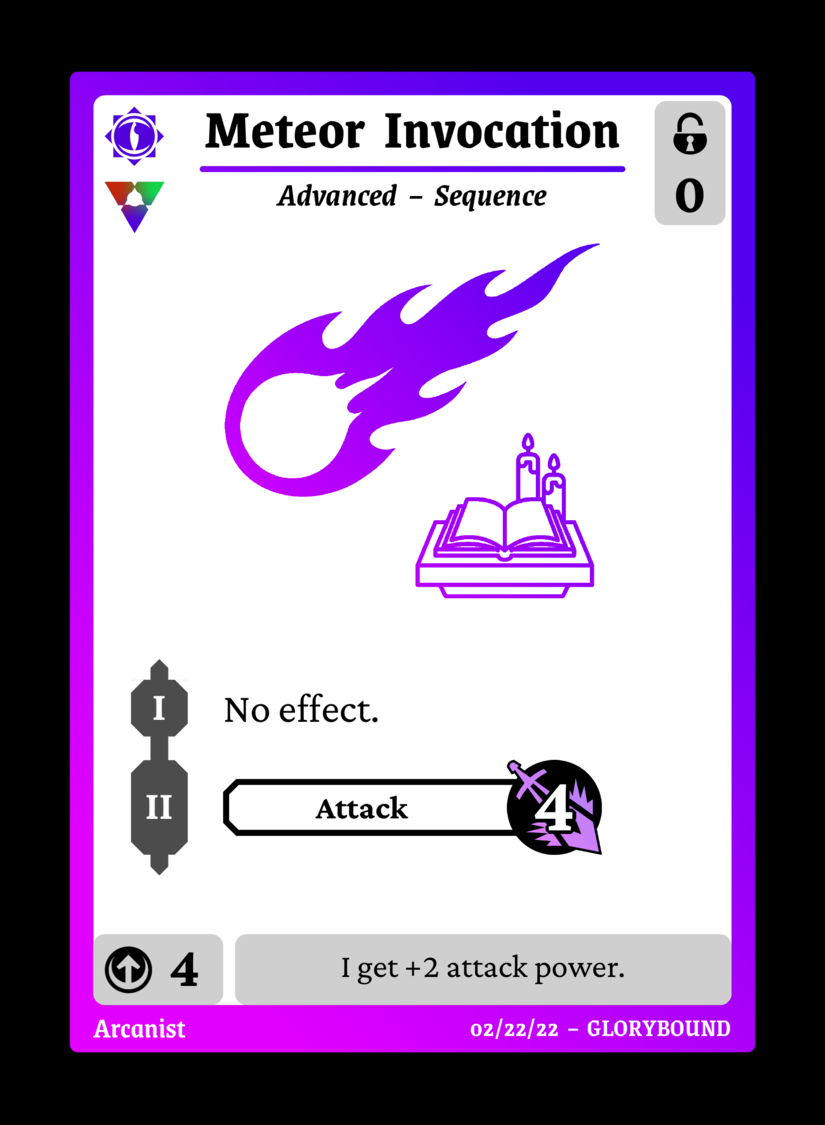 Meteor Invocation
0
Advanced – Sequence
I
No effect.
II
Attack
4
4
I get +2 attack power.
Arcanist
02/22/22 – GLORYBOUND